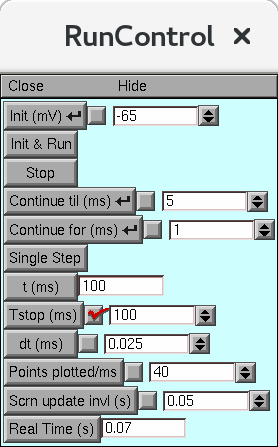 RunControl ×
Close Hide
Init (mV) -65
Init & Run
Stop
Continue til (ms) 5
Continue for (ms) 1
Single Step
t (ms) 100
Tstop (ms) 100
dt (ms) 0.025
Points plotted/ms 40
Scrn update invl (s) 0.05
Real Time (s) 0.07